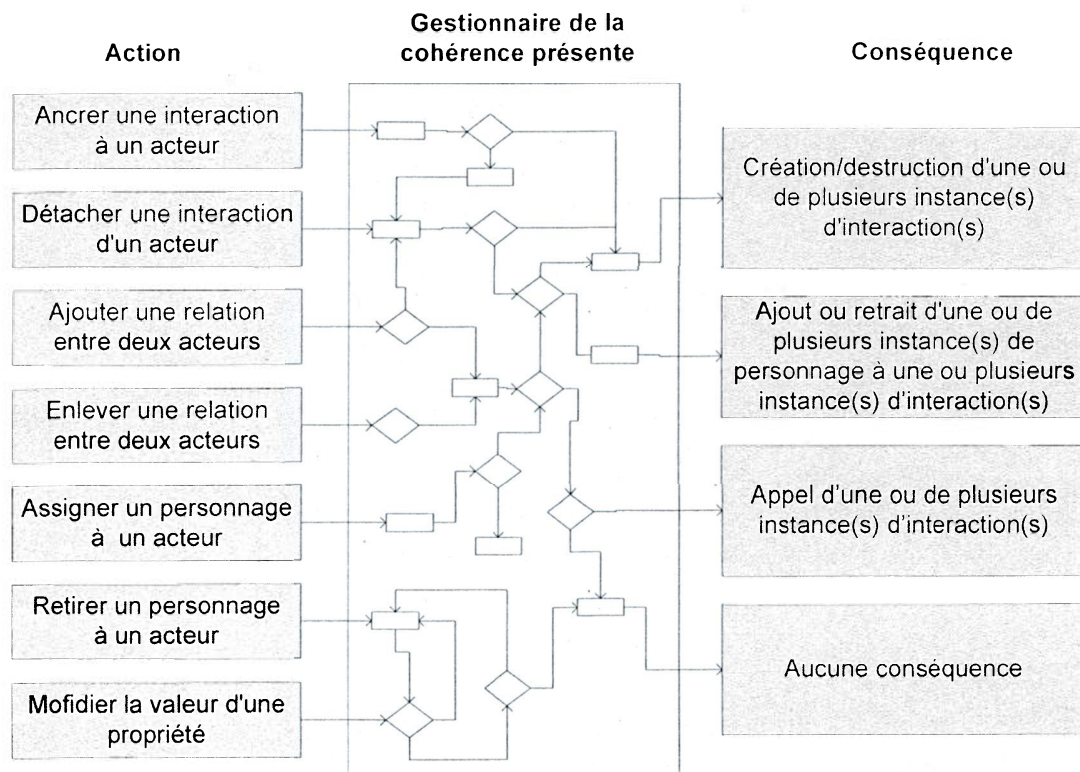 Action
Gestionnaire de la
cohérence présente
Conséquence
Ancrer une interaction
à un acteur
Détacher une interaction
d'un acteur
Ajouter une relation
entre deux acteurs
Enlever une relation
entre deux acteurs
Assigner un personnage
à un acteur
Retirer un personnage
à un acteur
Mofidier la valeur d'une
propriété
Création/destruction d'une ou
de plusieurs instance(s)
d'interaction(s)
Ajout ou retrait d'une ou de
plusieurs instance(s) de
personnage à une ou plusieurs
instance(s) d'interaction(s)
Appel d'une ou de plusieurs
instance(s) d'interaction(s)
Aucune conséquence